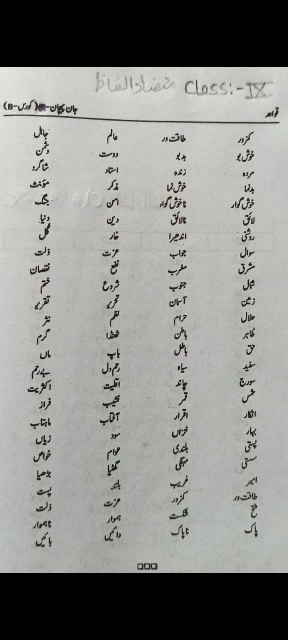 Class:- IX متضاد الفاظ
قواعد جان پہچان-IX (کورس-B)
کمزور طاقت ور عالم جاہل
خوش بو بدبو دوست دشمن
مردہ زندہ استاد شاگرد
بدنما خوش نما مذکر مؤنث
خوش گوار ناخوش گوار امن جنگ
لائق نالائق دین دنیا
روشنی اندھیرا خار گل
سوال جواب عزت ذلت
مشرق مغرب نفع نقصان
شمال جنوب شروع ختم
زمین آسمان تحریر تقریر
حلال حرام نظم نثر
ظاہر باطن ٹھنڈا گرم
حق باطل باپ ماں
سفید سیاہ رحم دل بے رحم
سورج چاند اقلیت اکثریت
شمس قمر نشیب فراز
انکار اقرار آفتاب ماہتاب
بہار خزاں سود زیاں
پستی بلندی عوام خواص
سستی مہنگی گھٹیا بڑھیا
امیر غریب بلند پست
طاقت ور کمزور عزت ذلت
فتح شکست ہموار ناہموار
پاک ناپاک دائیں بائیں